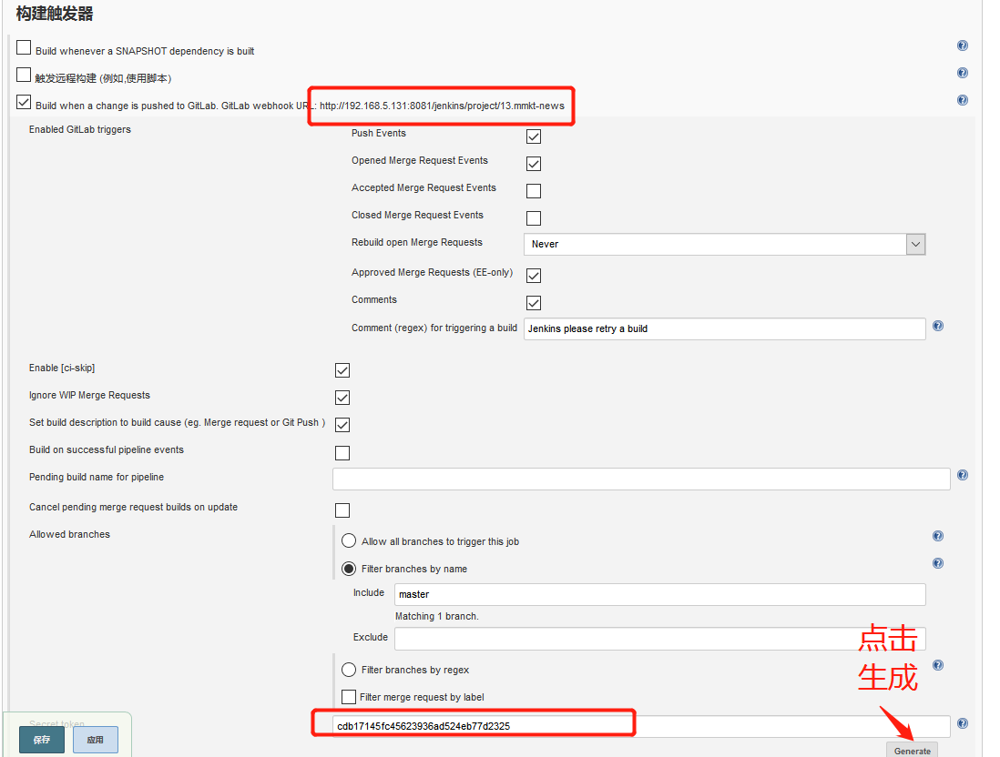 构建触发器
Build whenever a SNAPSHOT dependency is built
触发远程构建 (例如,使用脚本)
Build when a change is pushed to GitLab. GitLab webhook URL: http://192.168.5.131:8081/jenkins/project/13.mmkt-news
Enabled GitLab triggers
Push Events
Opened Merge Request Events
Accepted Merge Request Events
Closed Merge Request Events
Rebuild open Merge Requests
Never
Approved Merge Requests (EE-only)
Comments
Comment (regex) for triggering a build
Jenkins please retry a build
Enable [ci-skip]
Ignore WIP Merge Requests
Set build description to build cause (eg. Merge request or Git Push )
Build on successful pipeline events
Pending build name for pipeline
Cancel pending merge request builds on update
Allowed branches
Allow all branches to trigger this job
Filter branches by name
Include
master
Matching 1 branch.
Exclude
点击
生成
Filter branches by regex
Filter merge request by label
Secret token
cdb17145fc45623936ad524eb77d2325
保存
应用
Generate